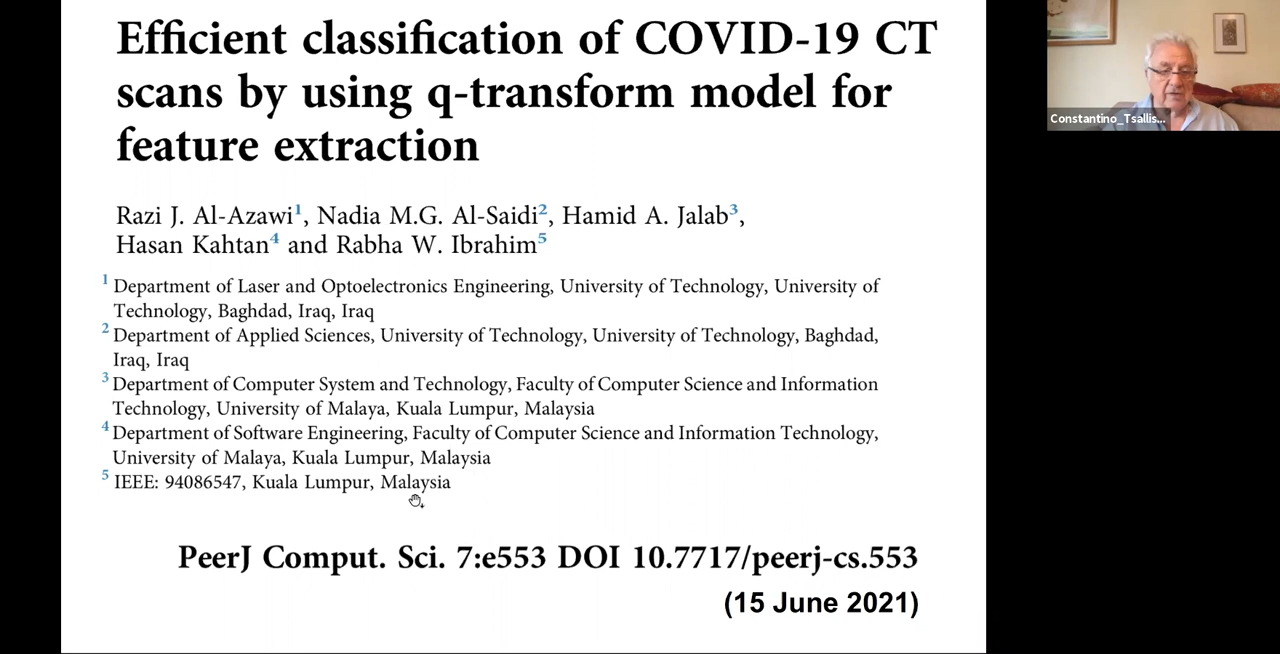 Efficient classification of COVID-19 CT
scans by using q-transform model for
feature extraction
Razi J. Al-Azawi1, Nadia M.G. Al-Saidi2, Hamid A. Jalab3,
Hasan Kahtan4 and Rabha W. Ibrahim5
1 Department of Laser and Optoelectronics Engineering, University of Technology, University of
Technology, Baghdad, Iraq, Iraq
2 Department of Applied Sciences, University of Technology, University of Technology, Baghdad,
Iraq, Iraq
3 Department of Computer System and Technology, Faculty of Computer Science and Information
Technology, University of Malaya, Kuala Lumpur, Malaysia
4 Department of Software Engineering, Faculty of Computer Science and Information Technology,
University of Malaya, Kuala Lumpur, Malaysia
5 IEEE: 94086547, Kuala Lumpur, Malaysia
PeerJ Comput. Sci. 7:e553 DOI 10.7717/peerj-cs.553
(15 June 2021)
Constantino_Tsallis...